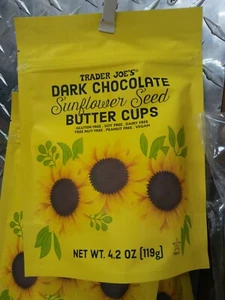 TRADER JOE'S
DARK CHOCOLATE
Sunflower Seed
BUTTER CUPS
GLUTEN FREE • SOY FREE • DAIRY FREE
TREE NUT FREE • PEANUT FREE • VEGAN
NET WT. 4.2 OZ (119g)